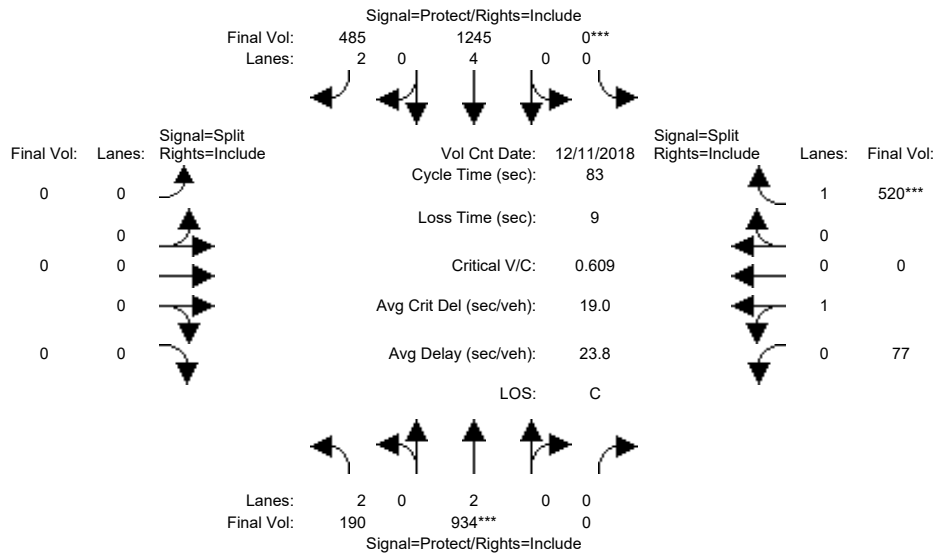 Signal=Protect/Rights=Include
Final Vol: 485 1245 0***
Lanes: 2 0 4 0 0
Signal=Split
Final Vol: Lanes: Rights=Include
Vol Cnt Date: 12/11/2018
Signal=Split
Rights=Include Lanes: Final Vol:
Cycle Time (sec): 83
0 0
1 520***
Loss Time (sec): 9
0
0
0 0
Critical V/C: 0.609
0 0
0
Avg Crit Del (sec/veh): 19.0
1
0 0
Avg Delay (sec/veh): 23.8
0 77
LOS: C
Lanes: 2 0 2 0 0
Final Vol: 190 934*** 0
Signal=Protect/Rights=Include